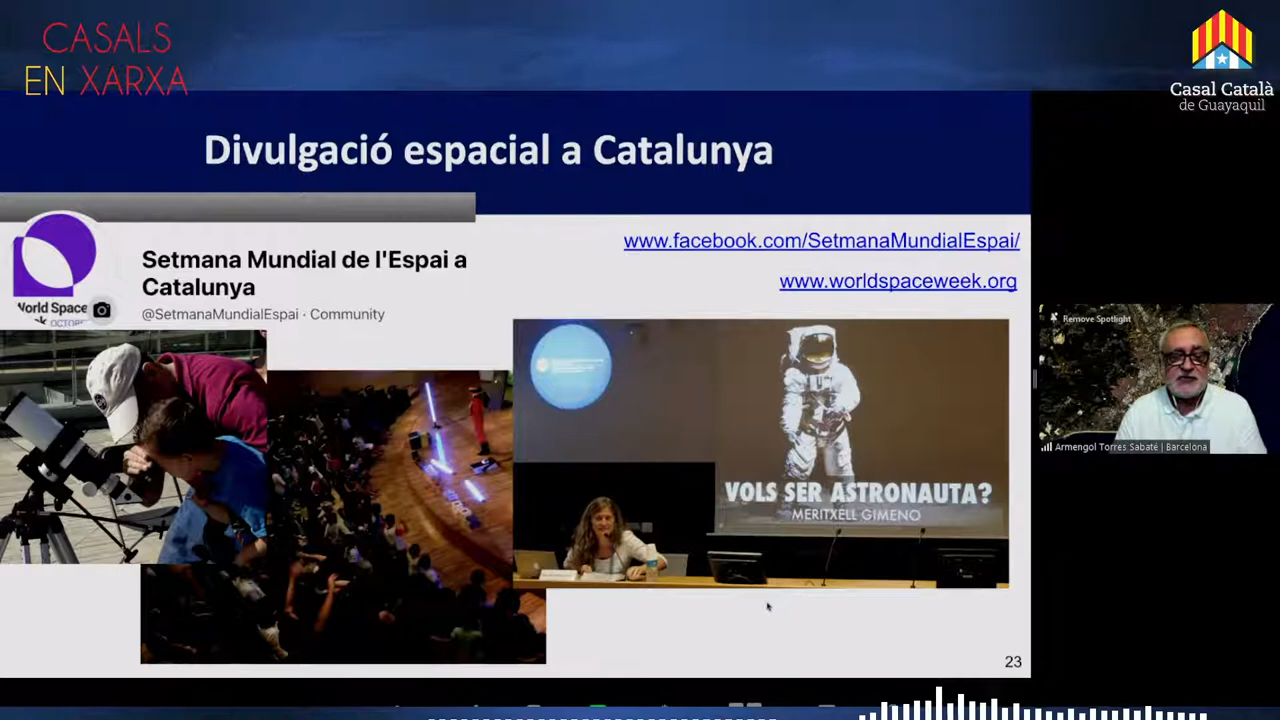 CASALS
EN XARXA
Casal Català
de Guayaquil
Divulgació espacial a Catalunya
Setmana Mundial de l'Espai a
Catalunya
@SetmanaMundialEspai · Community
www.facebook.com/SetmanaMundialEspai/
www.worldspaceweek.org
World Space
OCTOB
VOLS SER ASTRONAUTA?
MERITXELL GIMENO
Remove Spotlight
Armengol Torres Sabaté | Barcelona
23